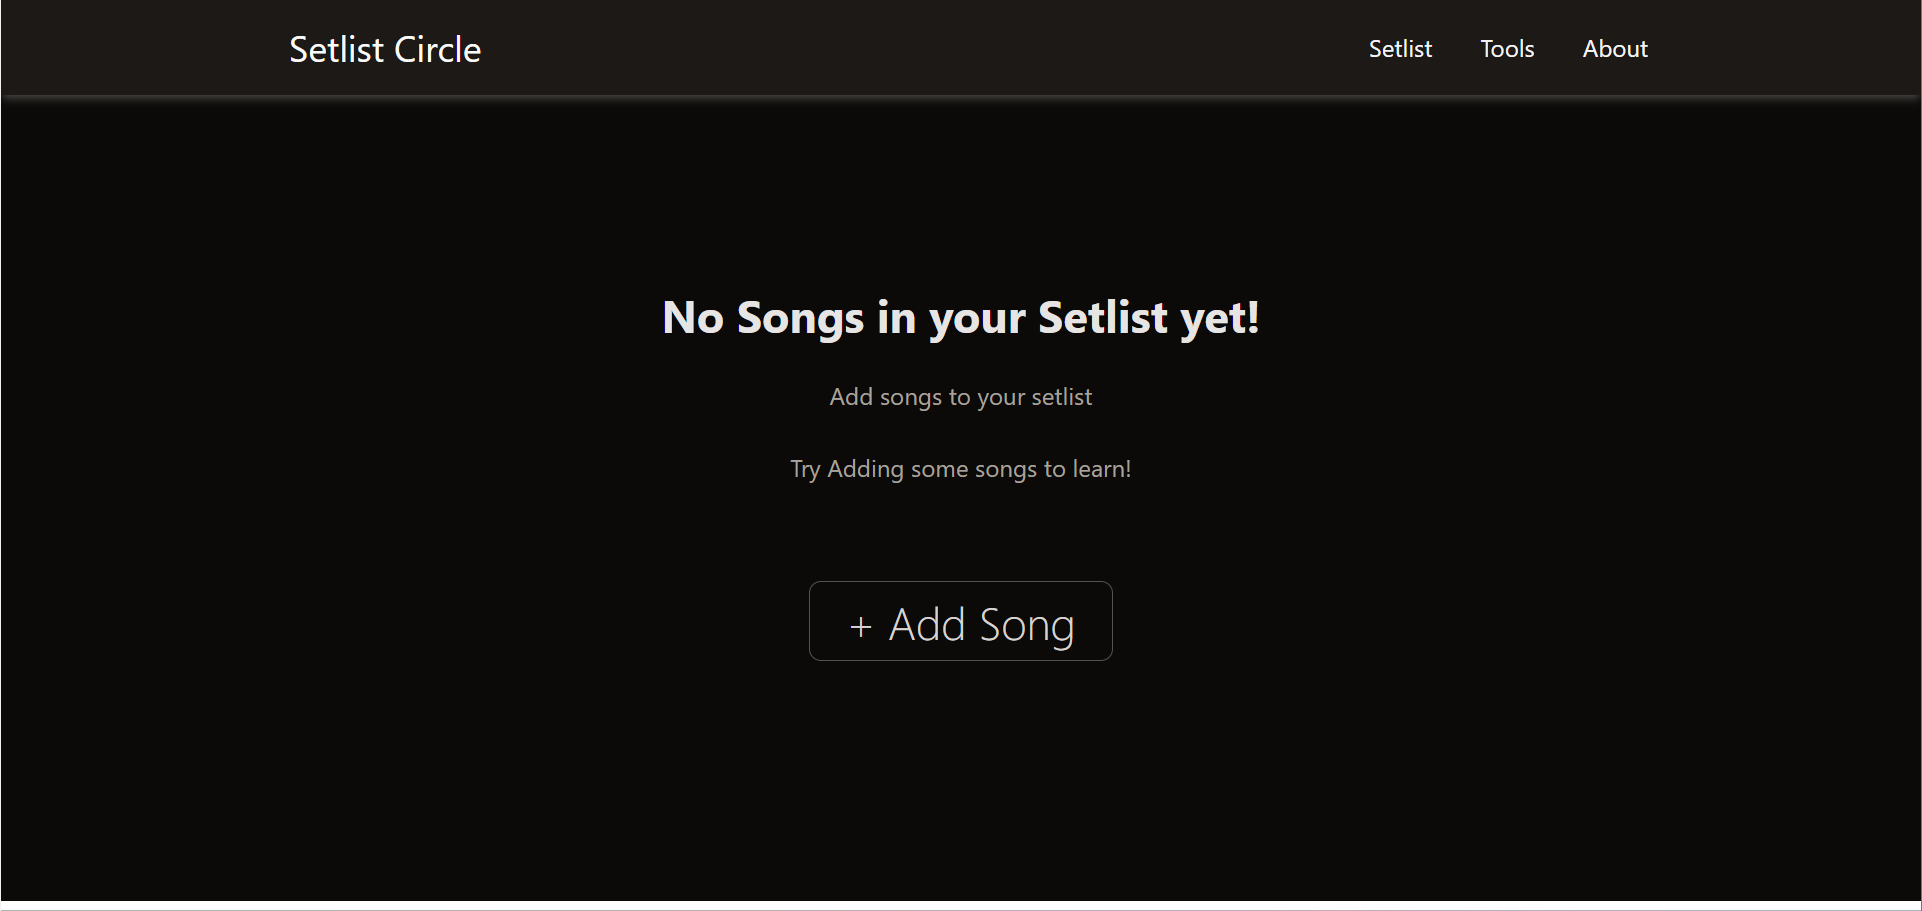 Setlist Circle
Setlist Tools About
No Songs in your Setlist yet!
Add songs to your setlist
Try Adding some songs to learn!
+ Add Song